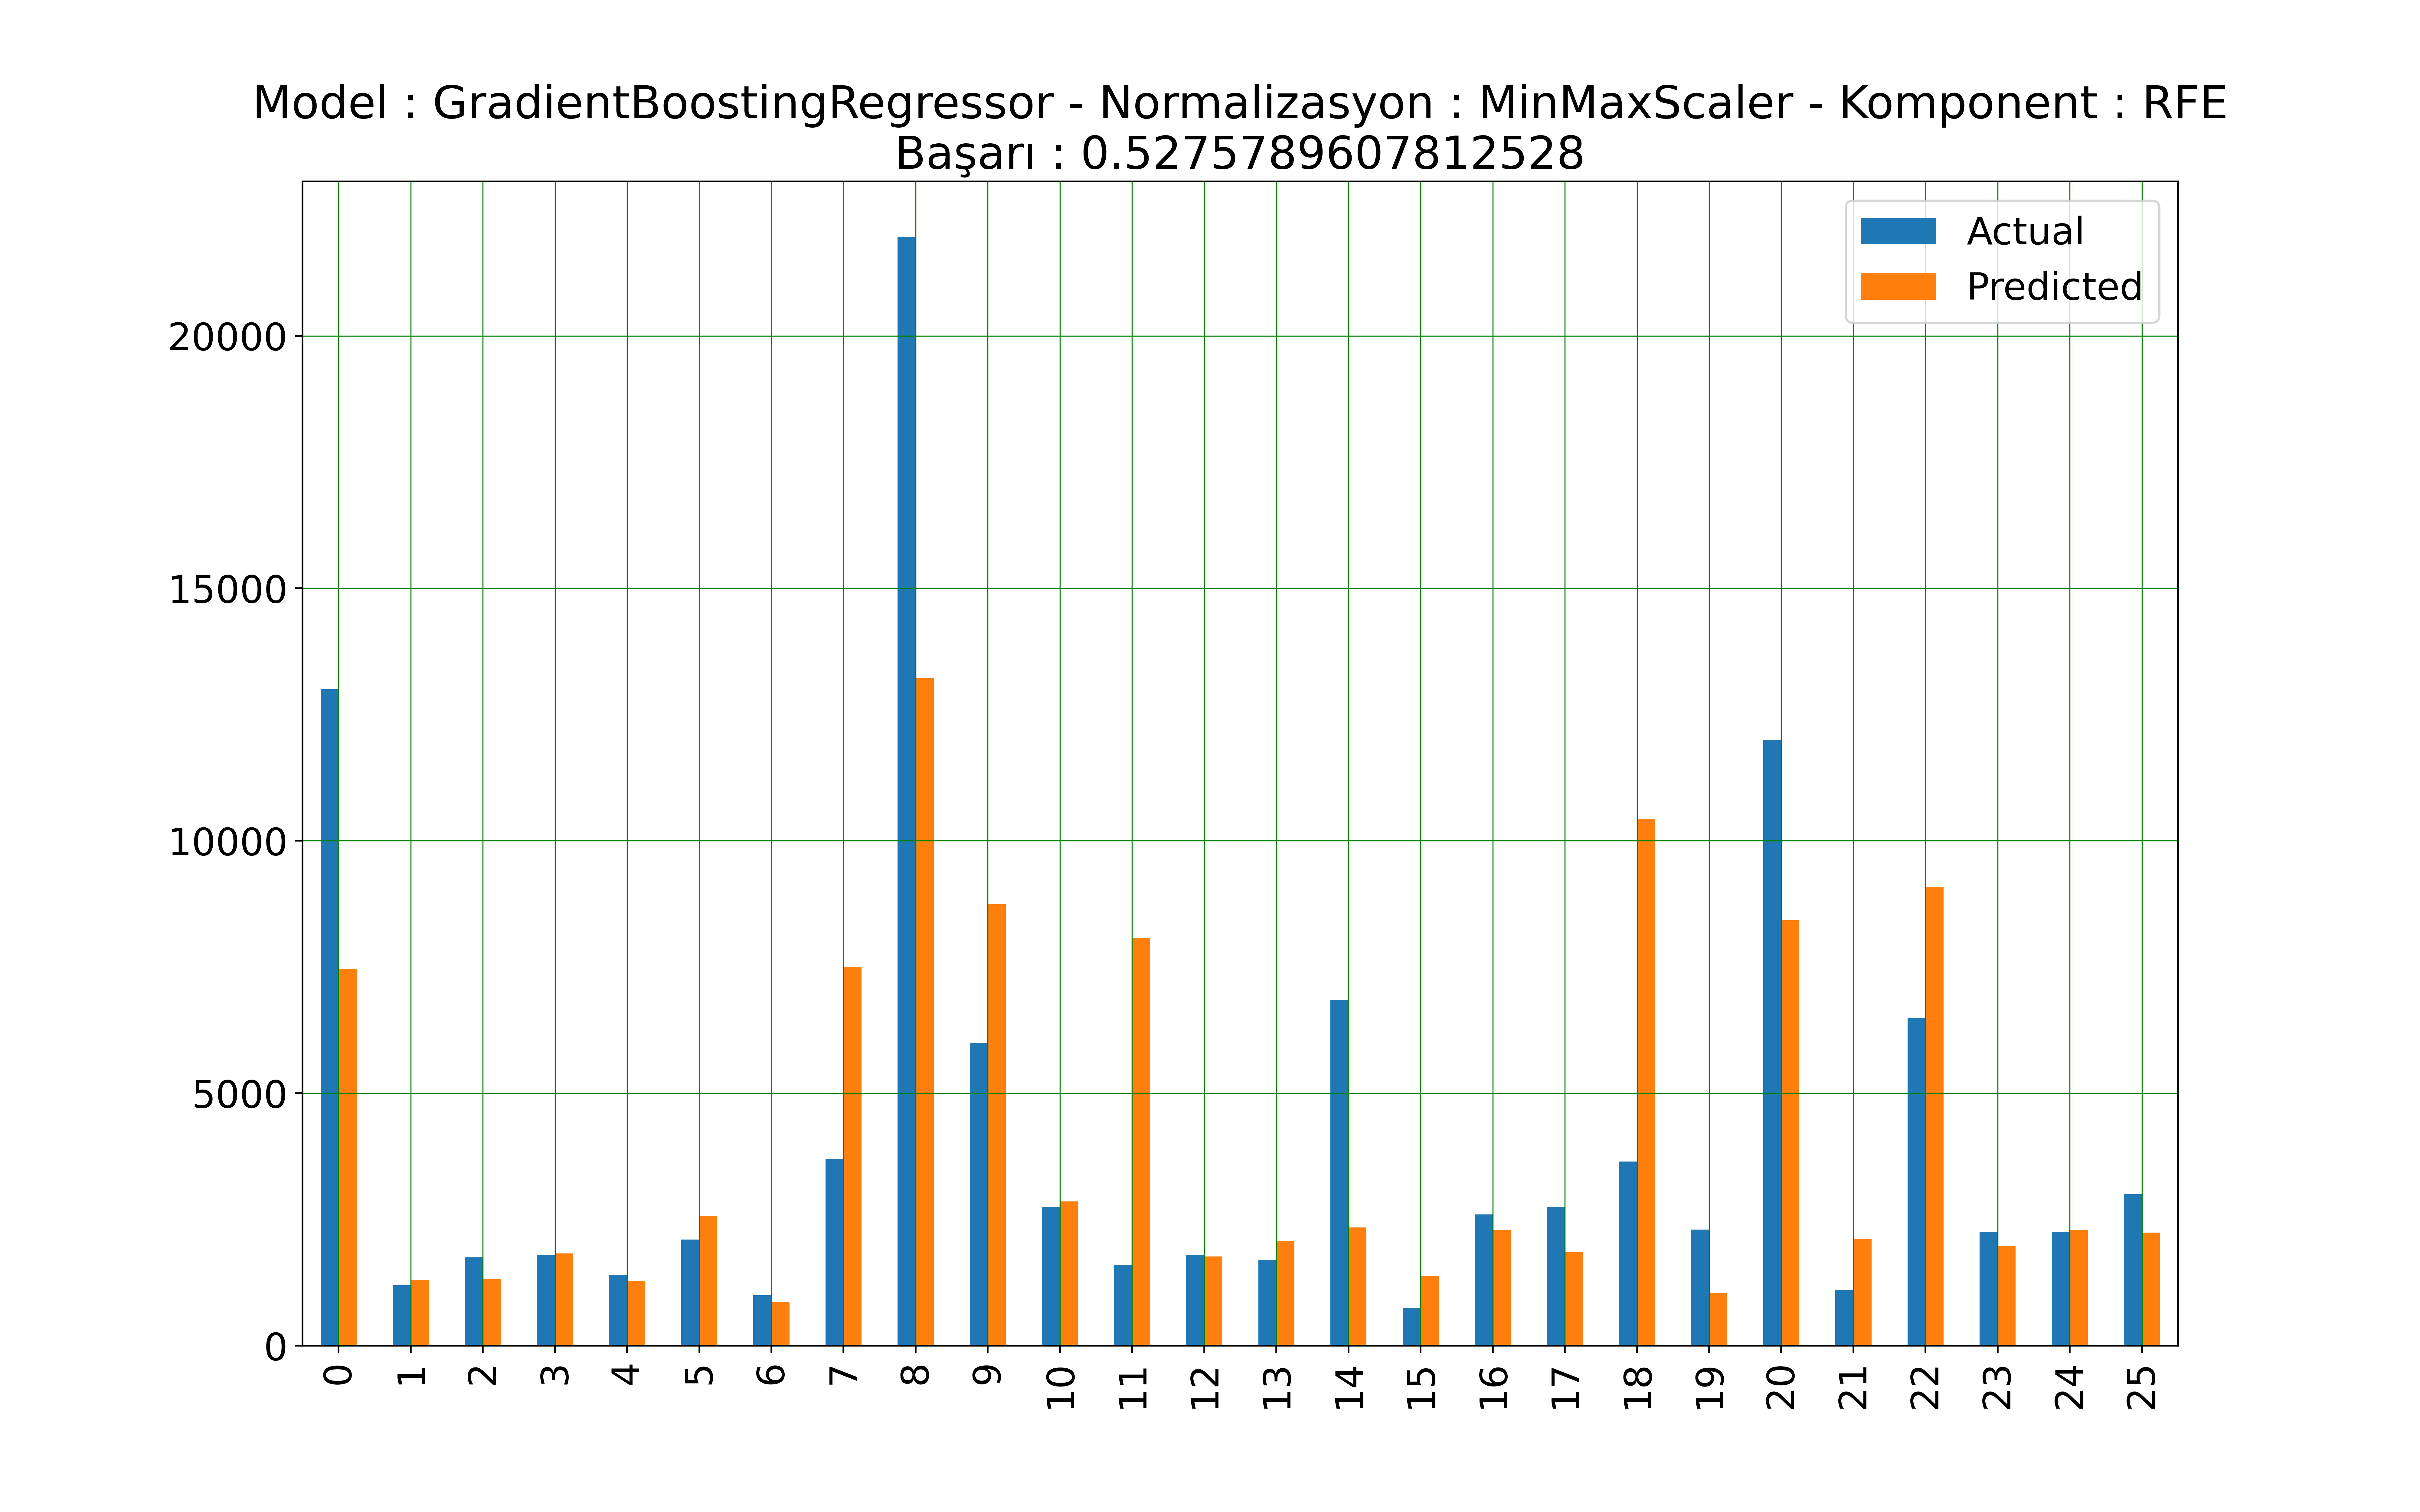 Model : GradientBoostingRegressor - Normalizasyon : MinMaxScaler - Komponent : RFE
Başarı : 0.5275789607812528
Actual
Predicted
20000
15000
10000
5000
0
0 1 2 3 4 5 6 7 8 9 10 11 12 13 14 15 16 17 18 19 20 21 22 23 24 25